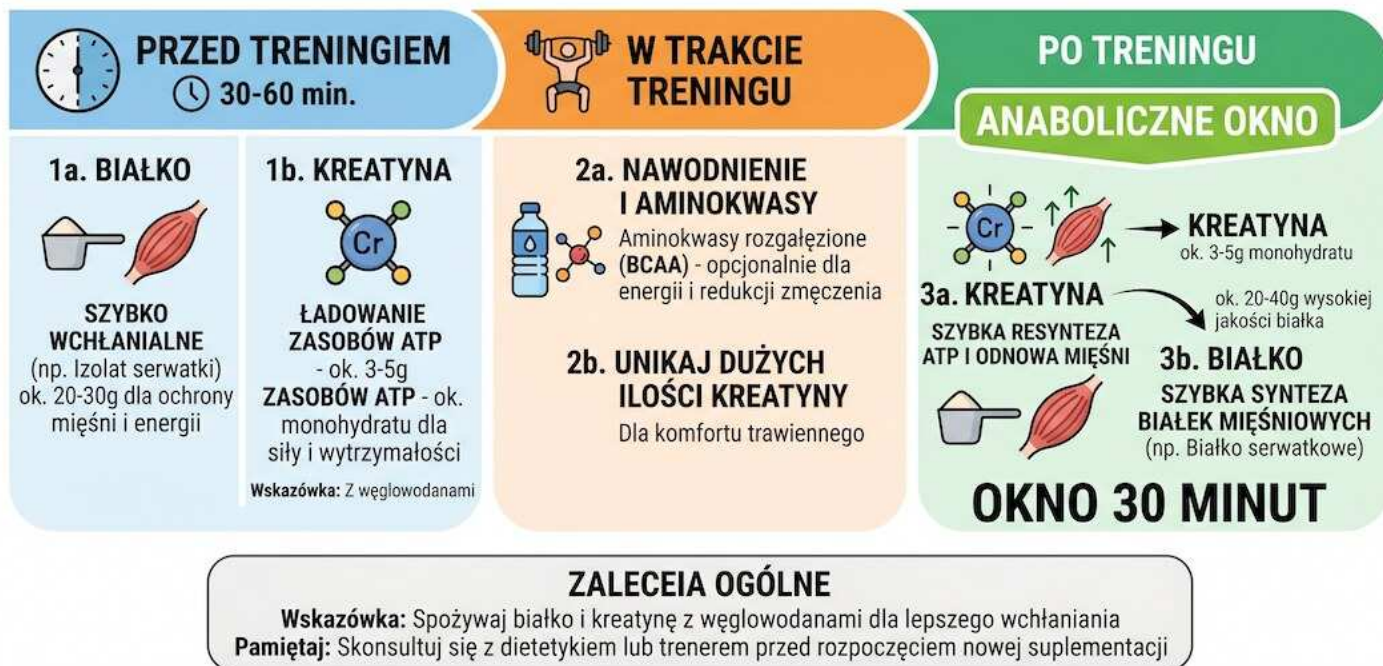 PRZED TRENINGIEM
30-60 min.
1a. BIAŁKO
SZYBKO
WCHŁANIALNE
(np. Izolat serwatki)
ok. 20-30g dla ochrony
mięśni i energii
1b. KREATYNA
Cr
ŁADOWANIE
ZASOBÓW ATP
- ok. 3-5g
ZASOBÓW ATP - ok.
monohydratu dla
siły i wytrzymałości
Wskazówka: Z węglowodanami
W TRAKCIE
TRENINGU
2a. NAWODNIENIE
I AMINOKWASY
Aminokwasy rozgałęzione
(BCAA) - opcjonalnie dla
energii i redukcji zmęczenia
2b. UNIKAJ DUŻYCH
ILOŚCI KREATYNY
Dla komfortu trawiennego
PO TRENINGU
ANABOLICZNE OKNO
Cr
KREATYNA
ok. 3-5g monohydratu
3a. KREATYNA
SZYBKA RESYNTEZA
ATP I ODNOWA MIĘŚNI
ok. 20-40g wysokiej
jakości białka
3b. BIAŁKO
SZYBKA SYNTEZA
BIAŁEK MIĘŚNIOWYCH
(np. Białko serwatkowe)
OKNO 30 MINUT
ZALECEIA OGÓLNE
Wskazówka: Spożywaj białko i kreatynę z węglowodanami dla lepszego wchłaniania
Pamiętaj: Skonsultuj się z dietetykiem lub trenerem przed rozpoczęciem nowej suplementacji